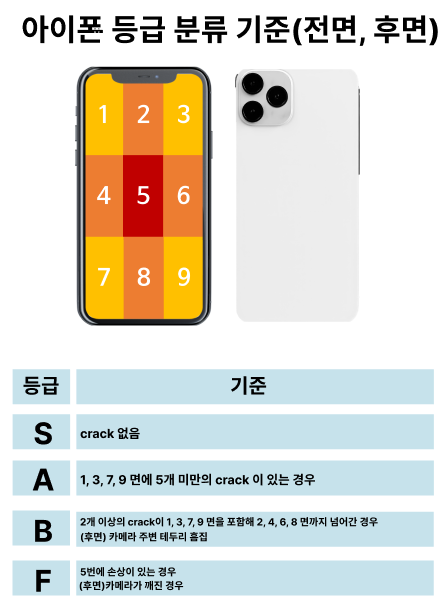 아이폰 등급 분류 기준(전면, 후면)
1 2 3
4 5 6
7 8 9
등급 기준
S crack 없음
A 1, 3, 7, 9 면에 5개 미만의 crack 이 있는 경우
B 2개 이상의 crack이 1, 3, 7, 9 면을 포함해 2, 4, 6, 8 면까지 넘어간 경우
(후면) 카메라 주변 테두리 흠집
F 5번에 손상이 있는 경우
(후면)카메라가 깨진 경우